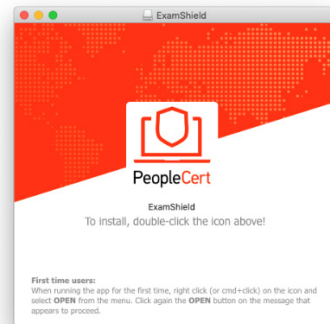 ExamShield
PeopleCert
ExamShield
To install, double-click the icon above!
First time users:
When running the app for the first time, right click (or cmd+click) on the icon and
select OPEN from the menu. Click again the OPEN button on the message that
appears to proceed.